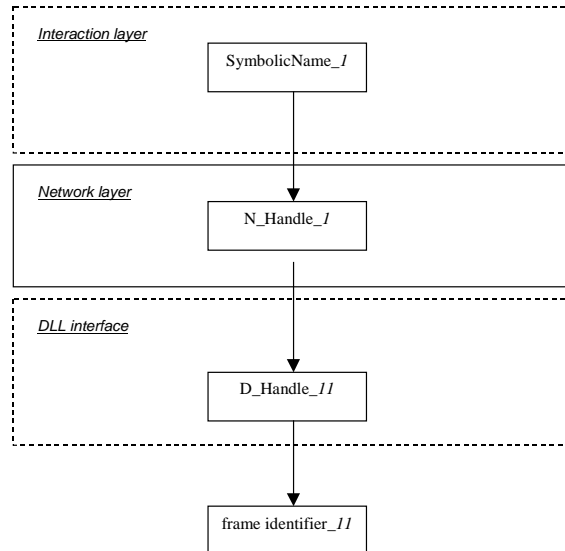 Interaction layer
SymbolicName_1
Network layer
N_Handle_1
DLL interface
D_Handle_11
frame identifier_11